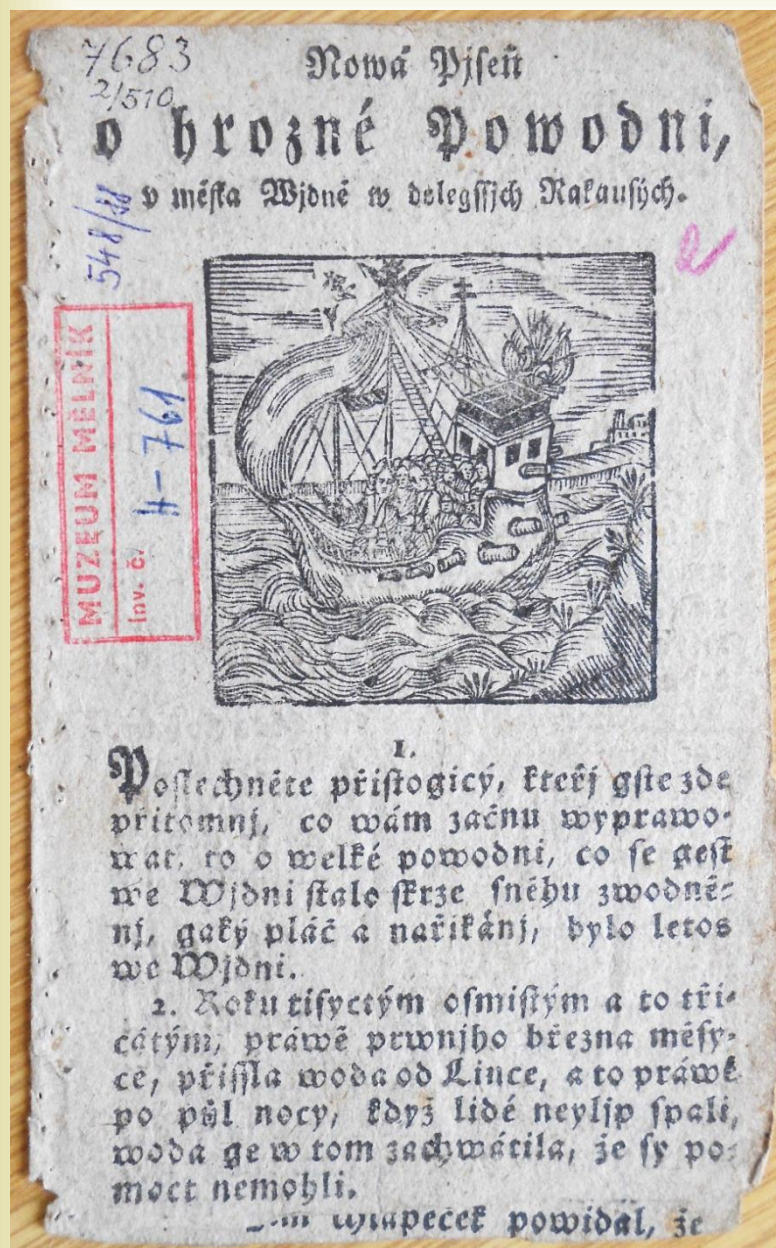 7683
2/510
Nowá Pjseň
o hrozné Powodni,
v města Wjdně w dolegssjch Rakausých.
548/38
MUZEUM MĚLNÍK
Inv. č. H-761
1.
Poslechněte přistogicý, kteřj gste zde
přitomnj, co wám začnu wyprawo-
wat, to o welké powodni, co se gest
we Wjdni stalo skrze sněhu zwodně-
nj, gaký pláč a nařikánj, bylo letos
we Wjdni.
2. Roku tisyctým osmistým a to tři-
cátým, práwě prwnjho března měsy-
ce, přissla woda od Lince, a to práwě
po půl nocy, když lidé neyljp spali,
woda ge w tom zachwátila, že sy po-
moct nemohli.
powidal, že